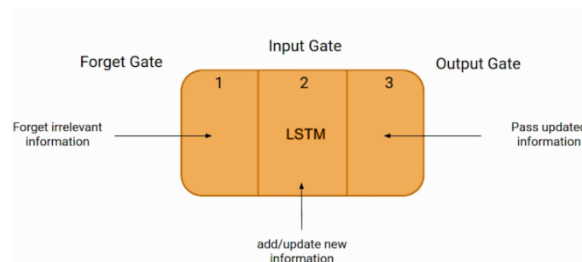 Input Gate
Forget Gate
Output Gate
1
2
3
Forget irrelevant
information
LSTM
Pass updated
information
add/update new
information